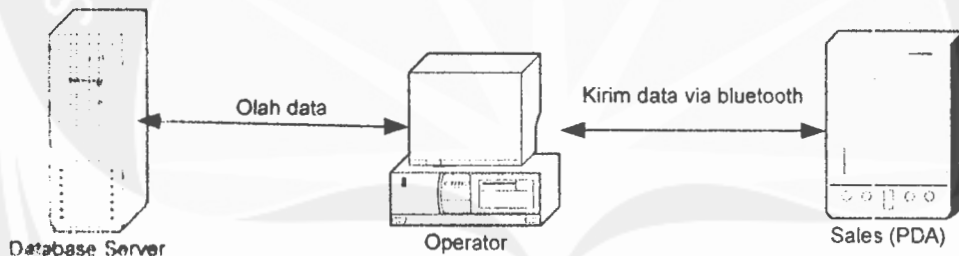 Olah data
Kirim data via bluetooth
Database Server
Operator
Sales (PDA)